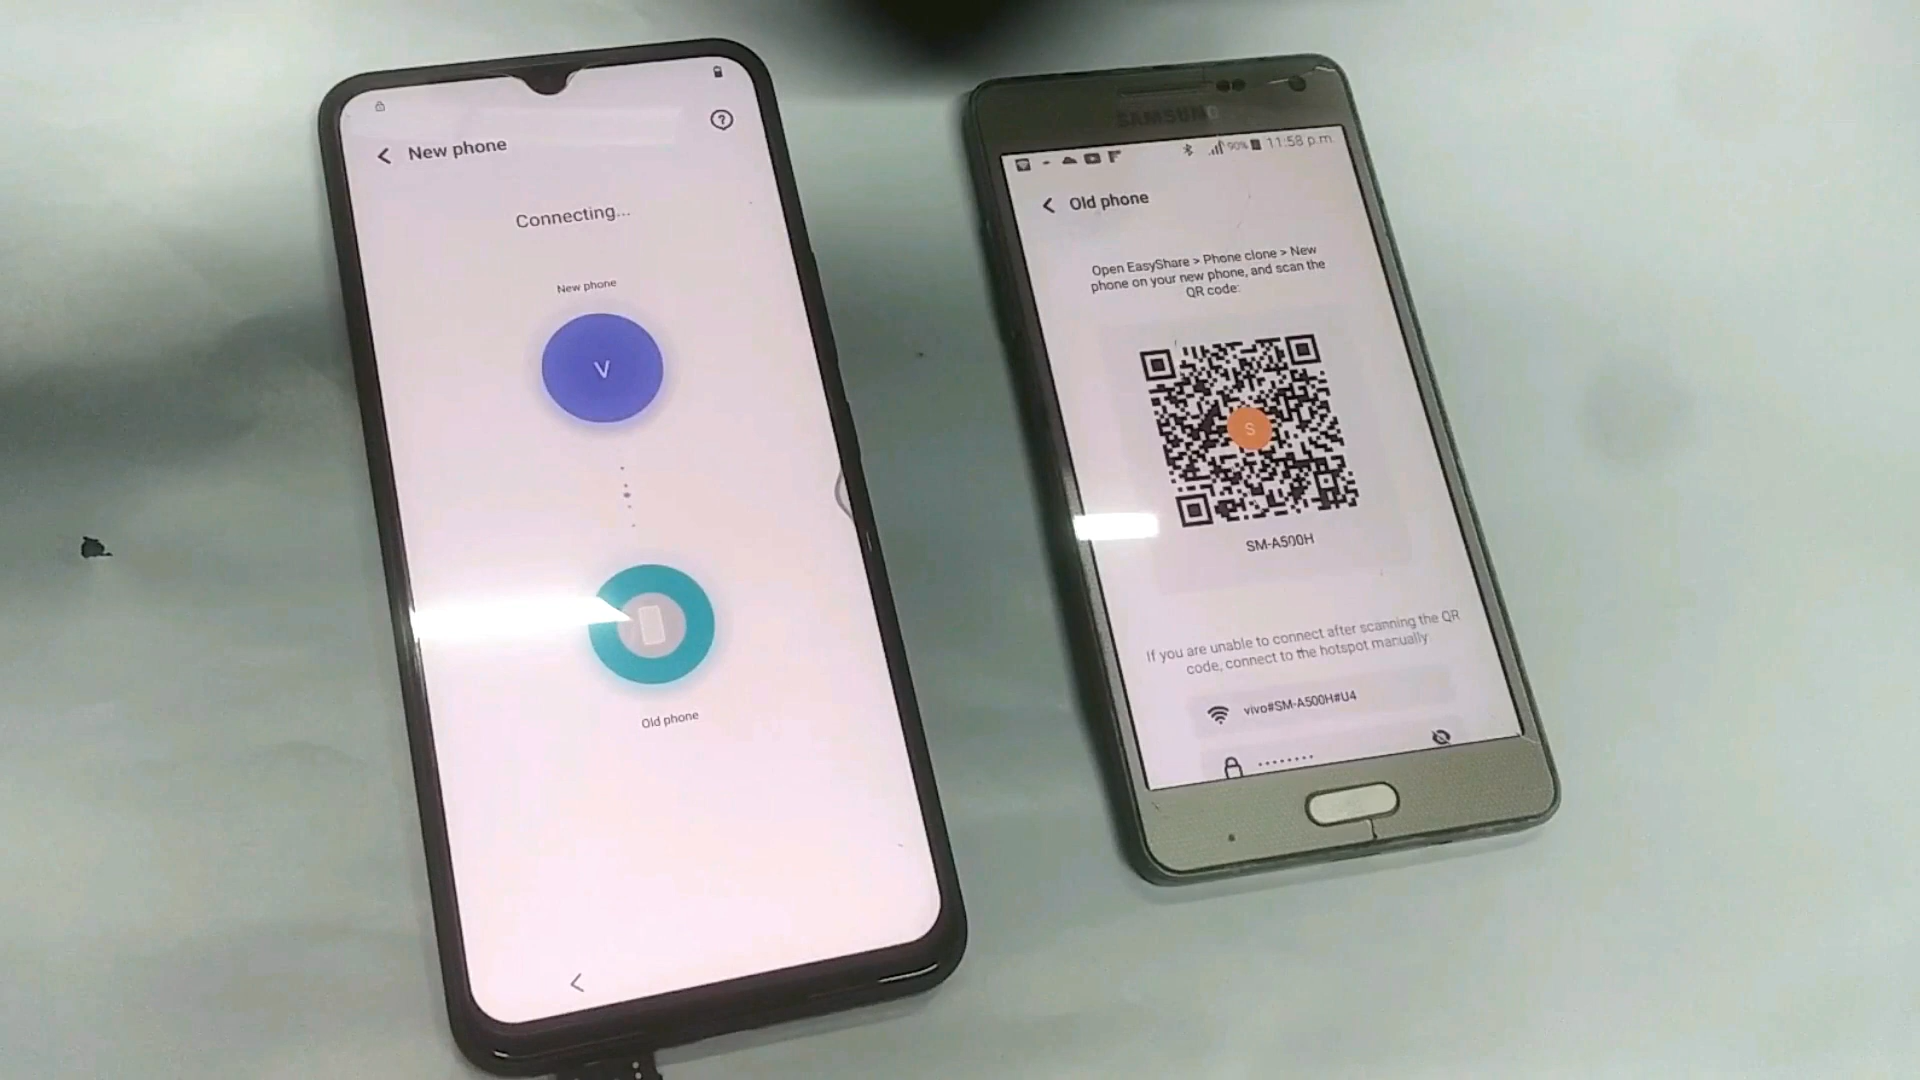 New phone
Connecting...
New phone
V
Old phone
SAMSUNG
90% 11:58 p.m.
Old phone
Open EasyShare > Phone clone > New
phone on your new phone, and scan the
QR code:
S
SM-A500H
If you are unable to connect after scanning the QR
code, connect to the hotspot manually
vivo#SM-A500H#U4
••••••••